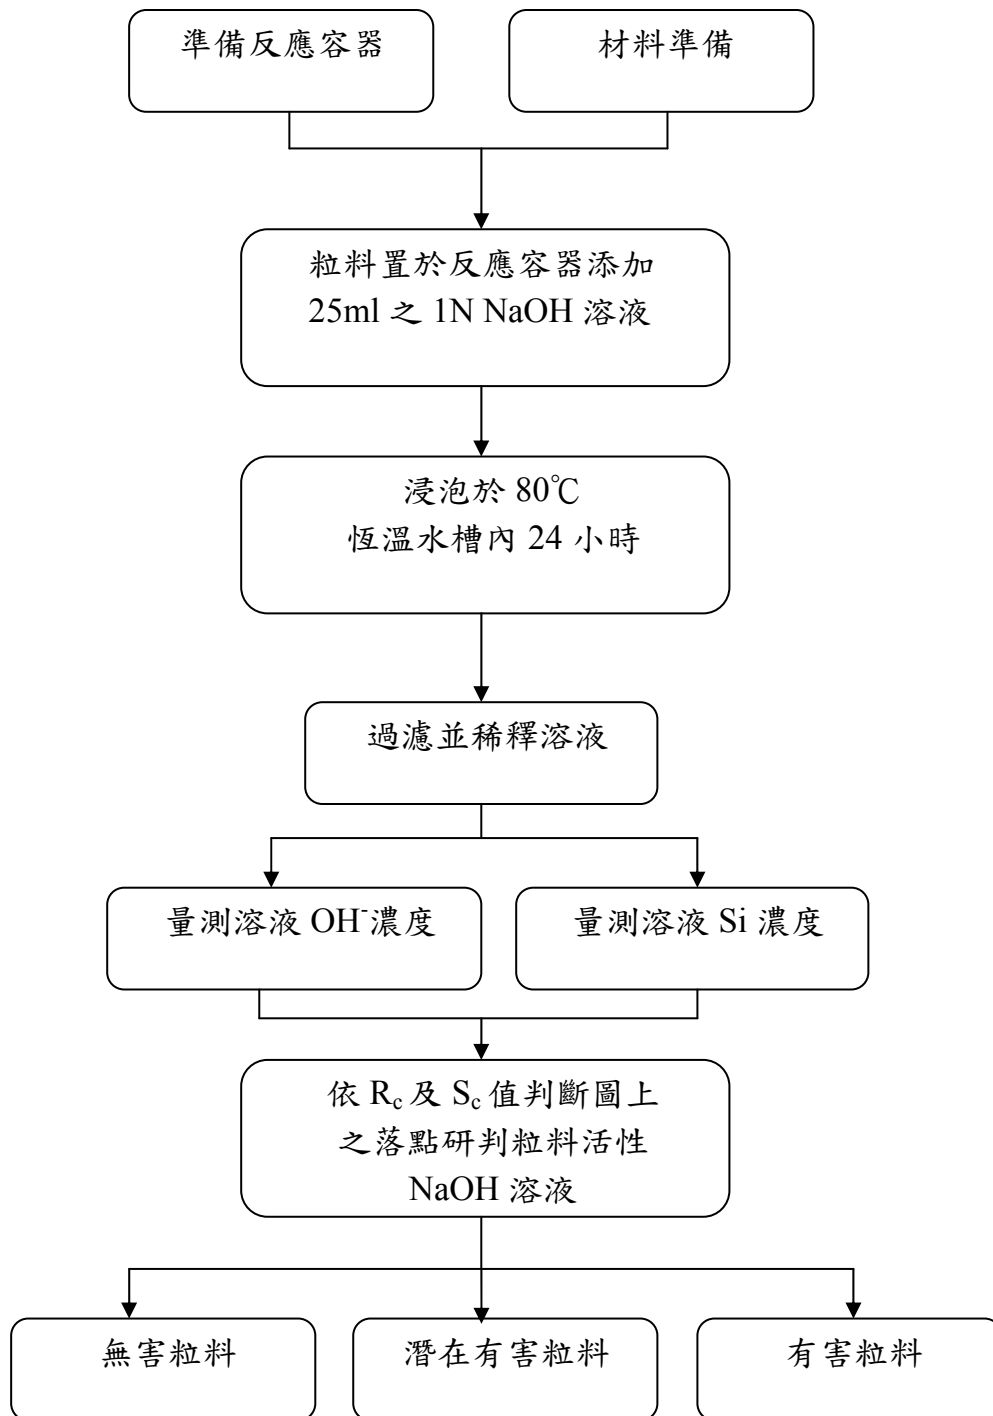 準備反應容器
材料準備
粒料置於反應容器添加
25ml 之 1N NaOH 溶液
浸泡於 80℃
恆溫水槽內 24 小時
過濾並稀釋溶液
量測溶液 OH⁻濃度
量測溶液 Si 濃度
依 Rc 及 Sc 值判斷圖上
之落點研判粒料活性
NaOH 溶液
無害粒料
潛在有害粒料
有害粒料